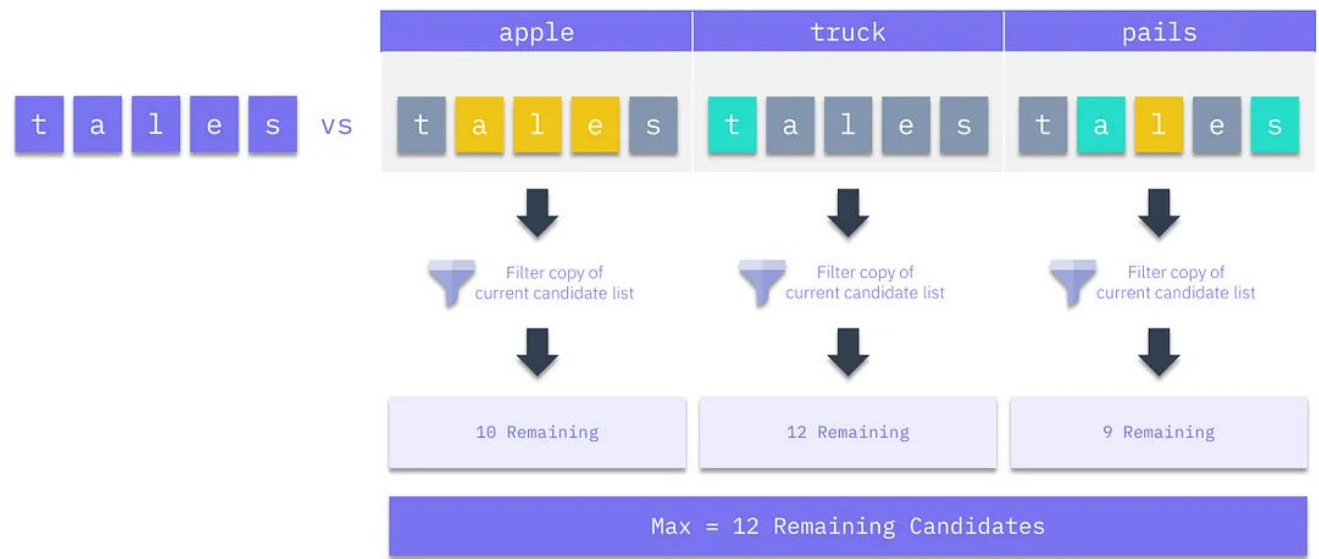 apple truck pails
t a l e s vs t a l e s t a l e s t a l e s
Filter copy of
current candidate list
Filter copy of
current candidate list
Filter copy of
current candidate list
10 Remaining 12 Remaining 9 Remaining
Max = 12 Remaining Candidates